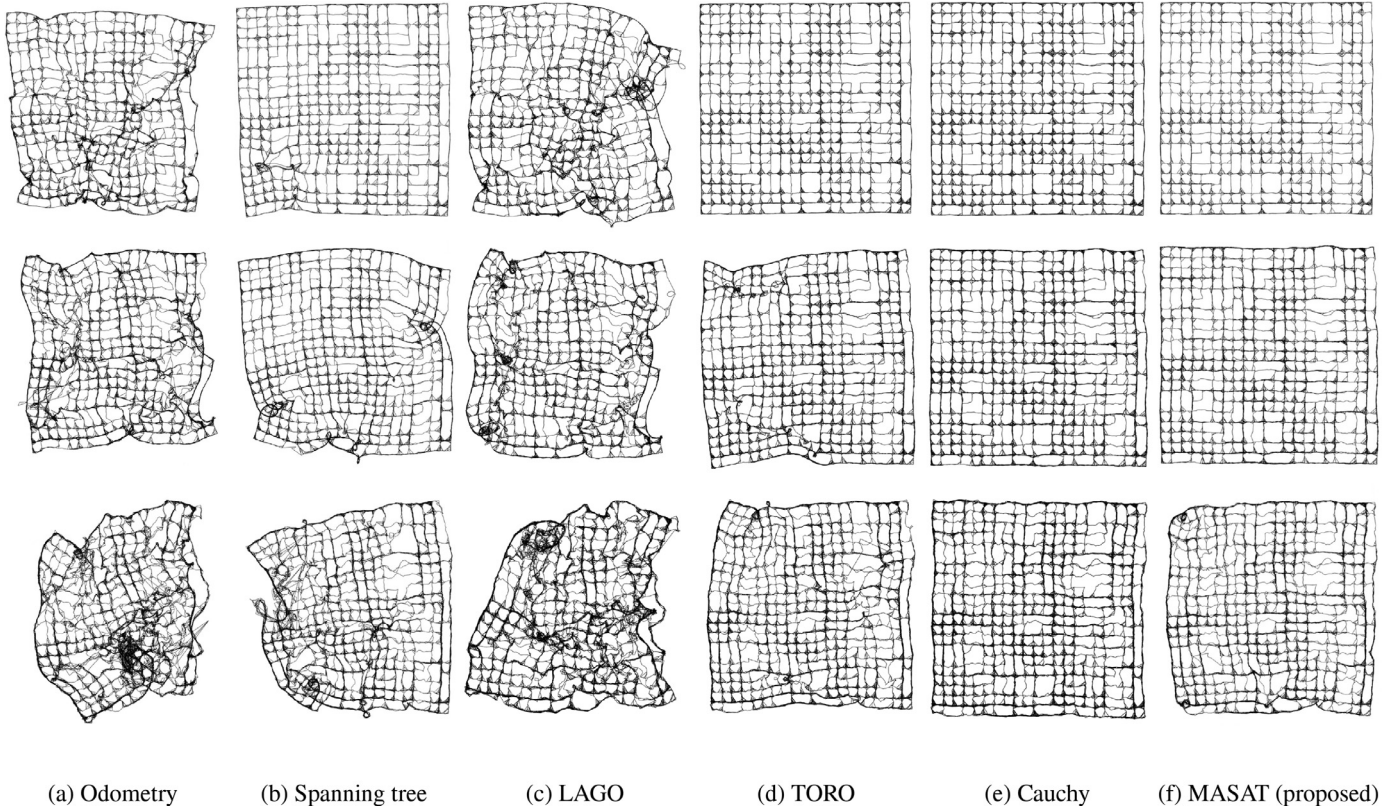 (a) Odometry
(b) Spanning tree
(c) LAGO
(d) TORO
(e) Cauchy
(f) MASAT (proposed)